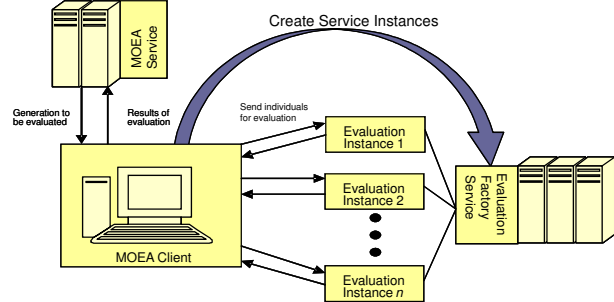 Create Service Instances
MOEA
Service
Generation to
be evaluated
Results of
evaluation
Send individuals
for evaluation
Evaluation
Instance 1
Evaluation
Instance 2
Evaluation
Instance n
Evaluation
Factory
Service
MOEA Client